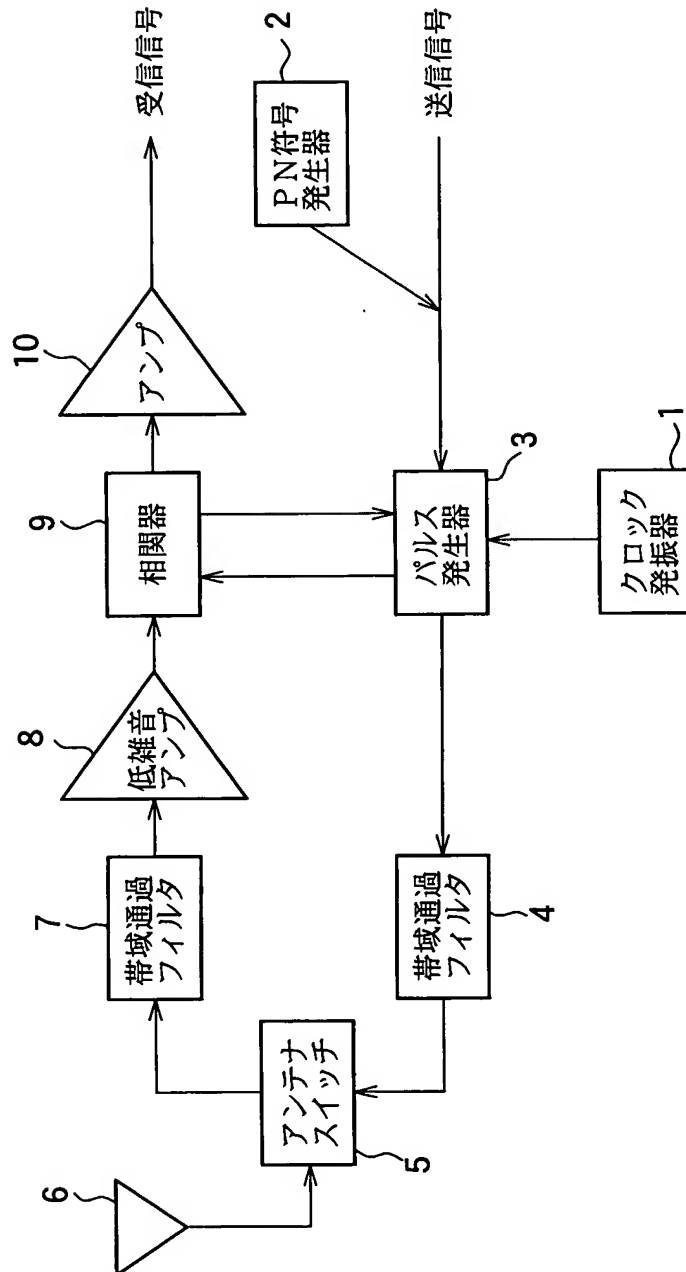 6
アンテナ
スイッチ
5
7
帯域通過
フィルタ
8
低雑音
アンプ
9
相関器
10
アンプ
受信信号
4
帯域通過
フィルタ
3
パルス
発生器
2
PN符号
発生器
送信信号
1
クロック
発振器